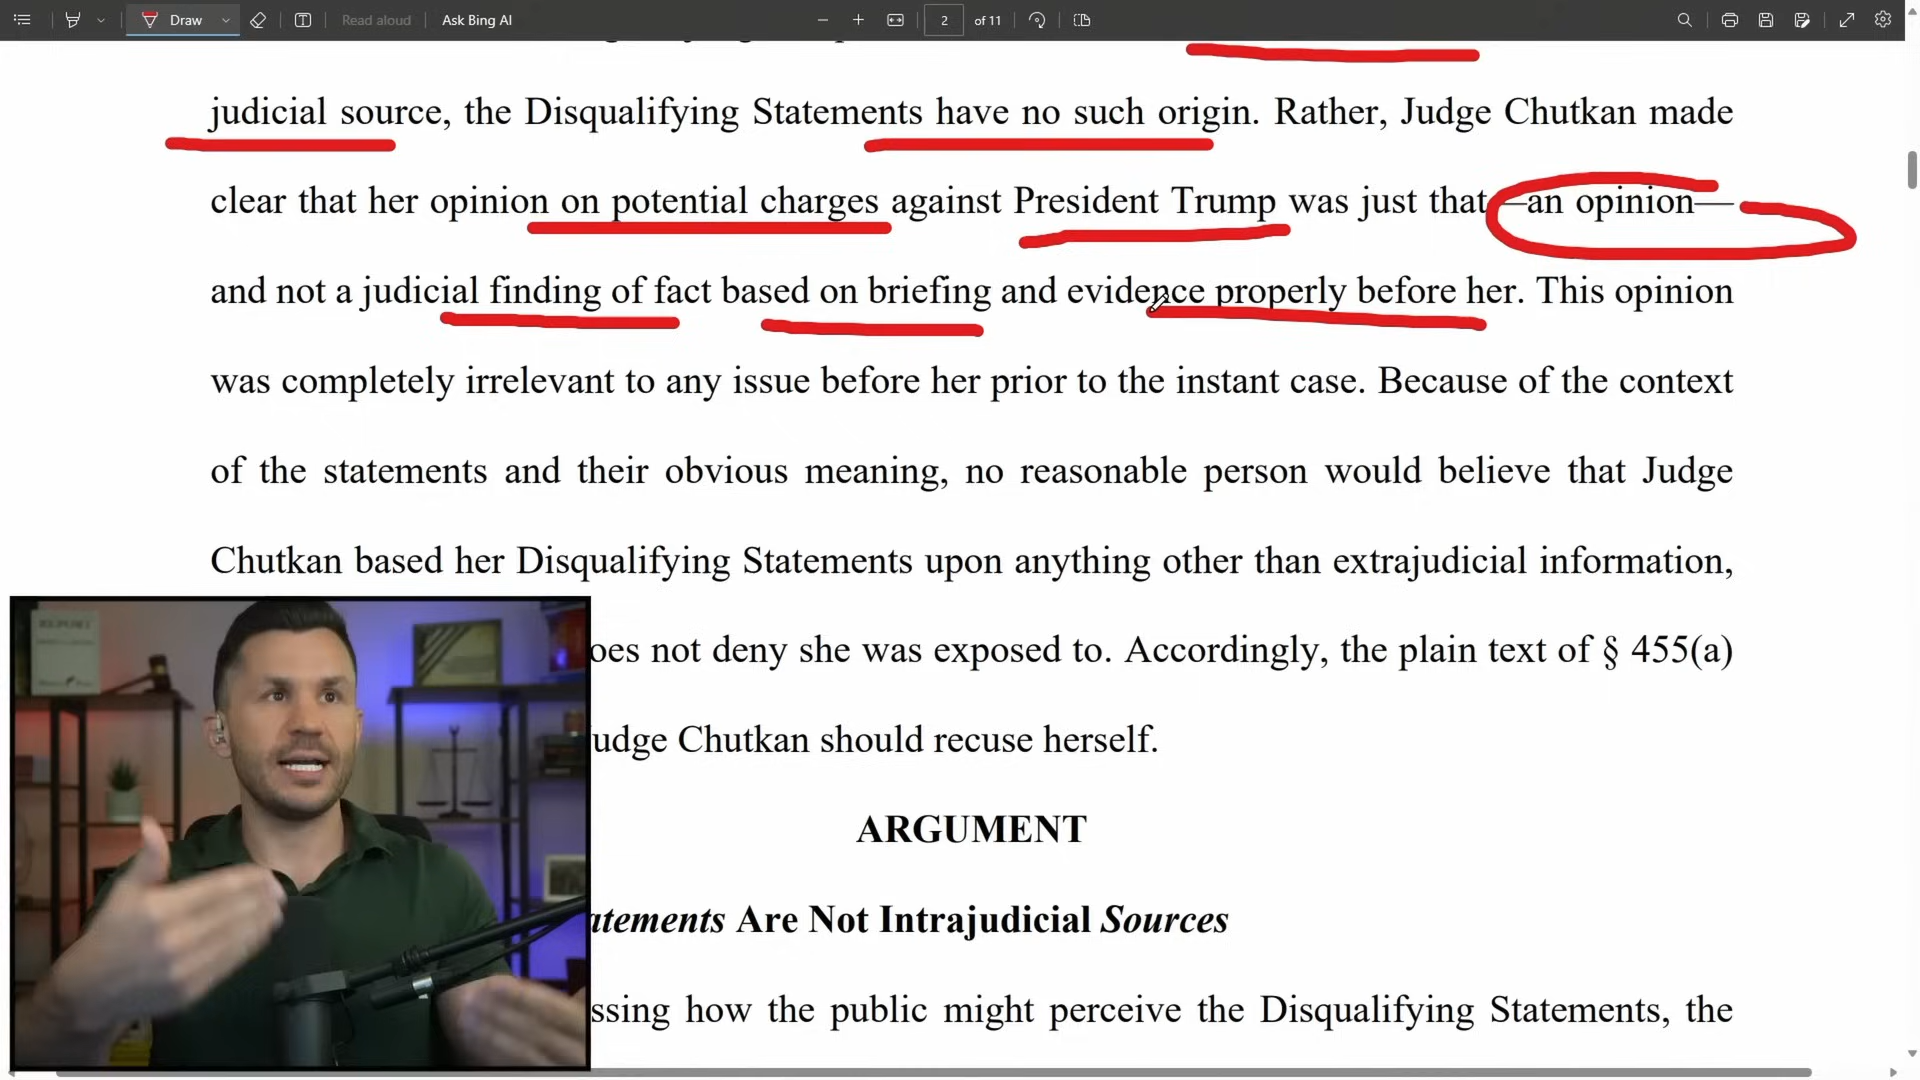 Draw
Read aloud
Ask Bing AI
2 of 11
judicial source, the Disqualifying Statements have no such origin. Rather, Judge Chutkan made
clear that her opinion on potential charges against President Trump was just that—an opinion—
and not a judicial finding of fact based on briefing and evidence properly before her. This opinion
was completely irrelevant to any issue before her prior to the instant case. Because of the context
of the statements and their obvious meaning, no reasonable person would believe that Judge
Chutkan based her Disqualifying Statements upon anything other than extrajudicial information,
oes not deny she was exposed to. Accordingly, the plain text of § 455(a)
udge Chutkan should recuse herself.
ARGUMENT
atements Are Not Intrajudicial Sources
ssing how the public might perceive the Disqualifying Statements, the